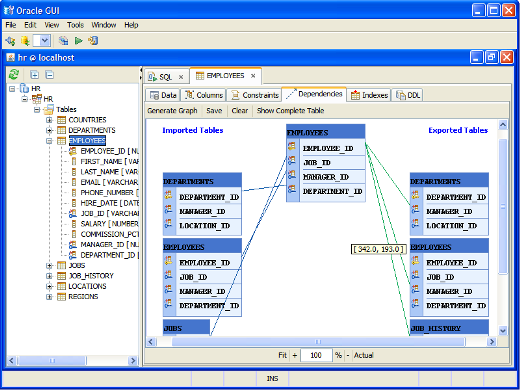 Oracle GUI
File Edit View Tools Window Help
hr @ localhost
HR
HR
Tables
COUNTRIES
DEPARTMENTS
EMPLOYEES
EMPLOYEE_ID [ NU
FIRST_NAME [ VAR
LAST_NAME [ VAR
EMAIL [ VARCHAR
PHONE_NUMBER [
HIRE_DATE [ DATE
JOB_ID [ VARCHAR
SALARY [ NUMBER
COMMISSION_PCT
MANAGER_ID [ NU
DEPARTMENT_ID [
JOBS
JOB_HISTORY
LOCATIONS
REGIONS
SQL × EMPLOYEES ×
Data Columns Constraints Dependencies Indexes DDL
Generate Graph Save Clear Show Complete Table
Imported Tables
Exported Tables
EMPLOYEES
EMPLOYEE_ID
JOB_ID
MANAGER_ID
DEPARTMENT_ID
DEPARTMENTS
DEPARTMENT_ID
MANAGER_ID
LOCATION_ID
EMPLOYEES
EMPLOYEE_ID
JOB_ID
MANAGER_ID
DEPARTMENT_ID
JOBS
DEPARTMENTS
DEPARTMENT_ID
MANAGER_ID
LOCATION_ID
[ 342.0, 193.0 ]
EMPLOYEES
EMPLOYEE_ID
JOB_ID
MANAGER_ID
DEPARTMENT_ID
JOB_HISTORY
Fit + 100 % - Actual
INS